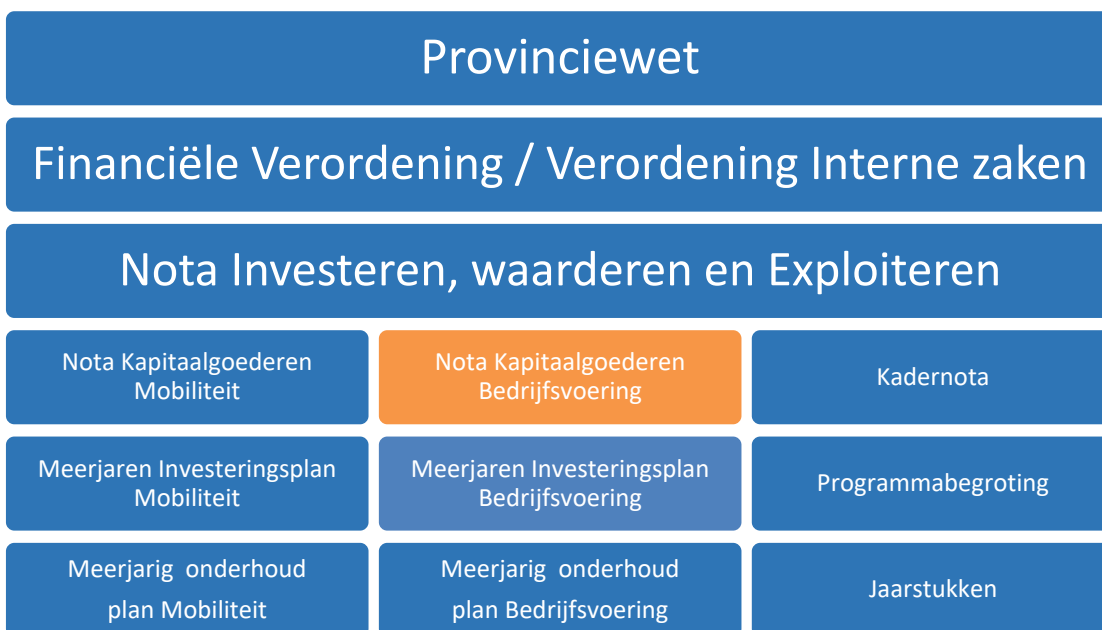 Provinciewet
Financiële Verordening / Verordening Interne zaken
Nota Investeren, waarderen en Exploiteren
Nota Kapitaalgoederen
Mobiliteit
Nota Kapitaalgoederen
Bedrijfsvoering
Kadernota
Meerjaren Investeringsplan
Mobiliteit
Meerjaren Investeringsplan
Bedrijfsvoering
Programmabegroting
Meerjarig onderhoud
plan Mobiliteit
Meerjarig onderhoud
plan Bedrijfsvoering
Jaarstukken